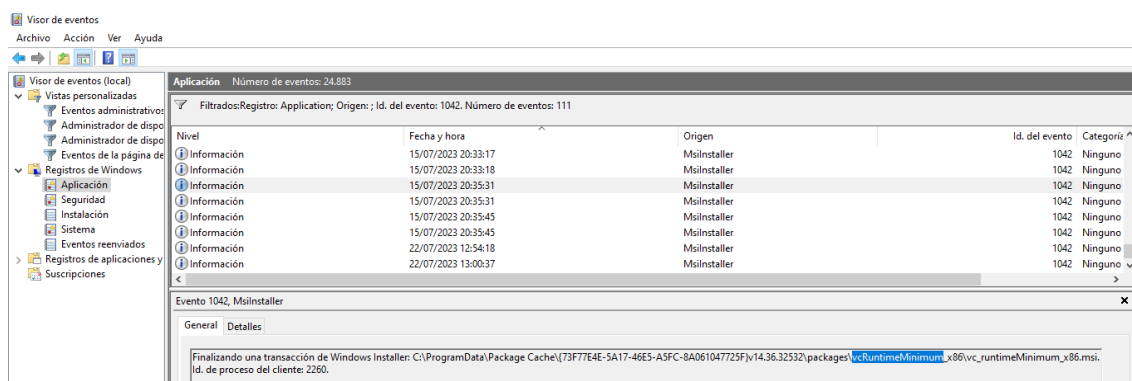 Visor de eventos
Archivo Acción Ver Ayuda
Visor de eventos (local)
Vistas personalizadas
Eventos administrativos
Administrador de dispo
Administrador de dispo
Eventos de la página de
Registros de Windows
Aplicación
Seguridad
Instalación
Sistema
Eventos reenviados
Registros de aplicaciones y
Suscripciones
Aplicación Número de eventos: 24.883
Filtrados:Registro: Application; Origen: ; Id. del evento: 1042. Número de eventos: 111
Nivel Fecha y hora Origen Id. del evento Categoría
Información 15/07/2023 20:33:17 MsiInstaller 1042 Ninguno
Información 15/07/2023 20:33:18 MsiInstaller 1042 Ninguno
Información 15/07/2023 20:35:31 MsiInstaller 1042 Ninguno
Información 15/07/2023 20:35:31 MsiInstaller 1042 Ninguno
Información 15/07/2023 20:35:45 MsiInstaller 1042 Ninguno
Información 15/07/2023 20:35:45 MsiInstaller 1042 Ninguno
Información 22/07/2023 12:54:18 MsiInstaller 1042 Ninguno
Información 22/07/2023 13:00:37 MsiInstaller 1042 Ninguno
Evento 1042, MsiInstaller
General Detalles
Finalizando una transacción de Windows Installer: C:\ProgramData\Package Cache\{73F77E4E-5A17-46E5-A5FC-8A061047725F}v14.36.32532\packages\vcRuntimeMinimum_x86\vc_runtimeMinimum_x86.msi.
Id. de proceso del cliente: 2260.